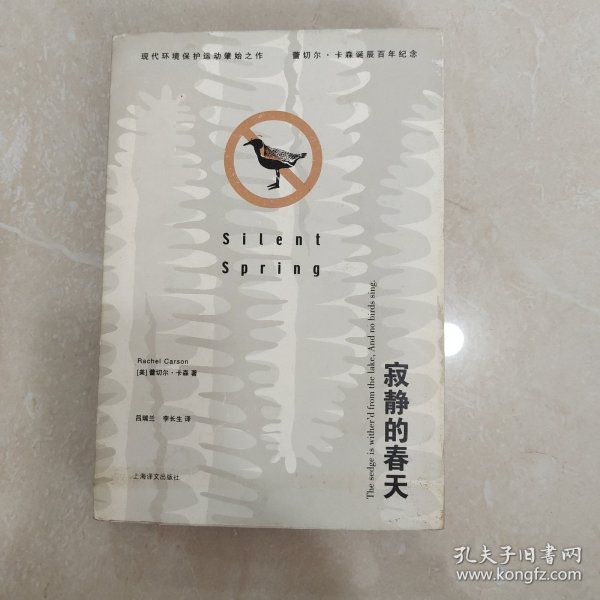 现代环境保护运动肇始之作 蕾切尔·卡森诞辰百年纪念
Silent
Spring
Rachel Carson
[美]蕾切尔·卡森 著
吕瑞兰 李长生 译
上海译文出版社
The sedge is wither'd from the lake, And no birds sing.
寂静的春天
孔夫子旧书网
www.kongfz.com